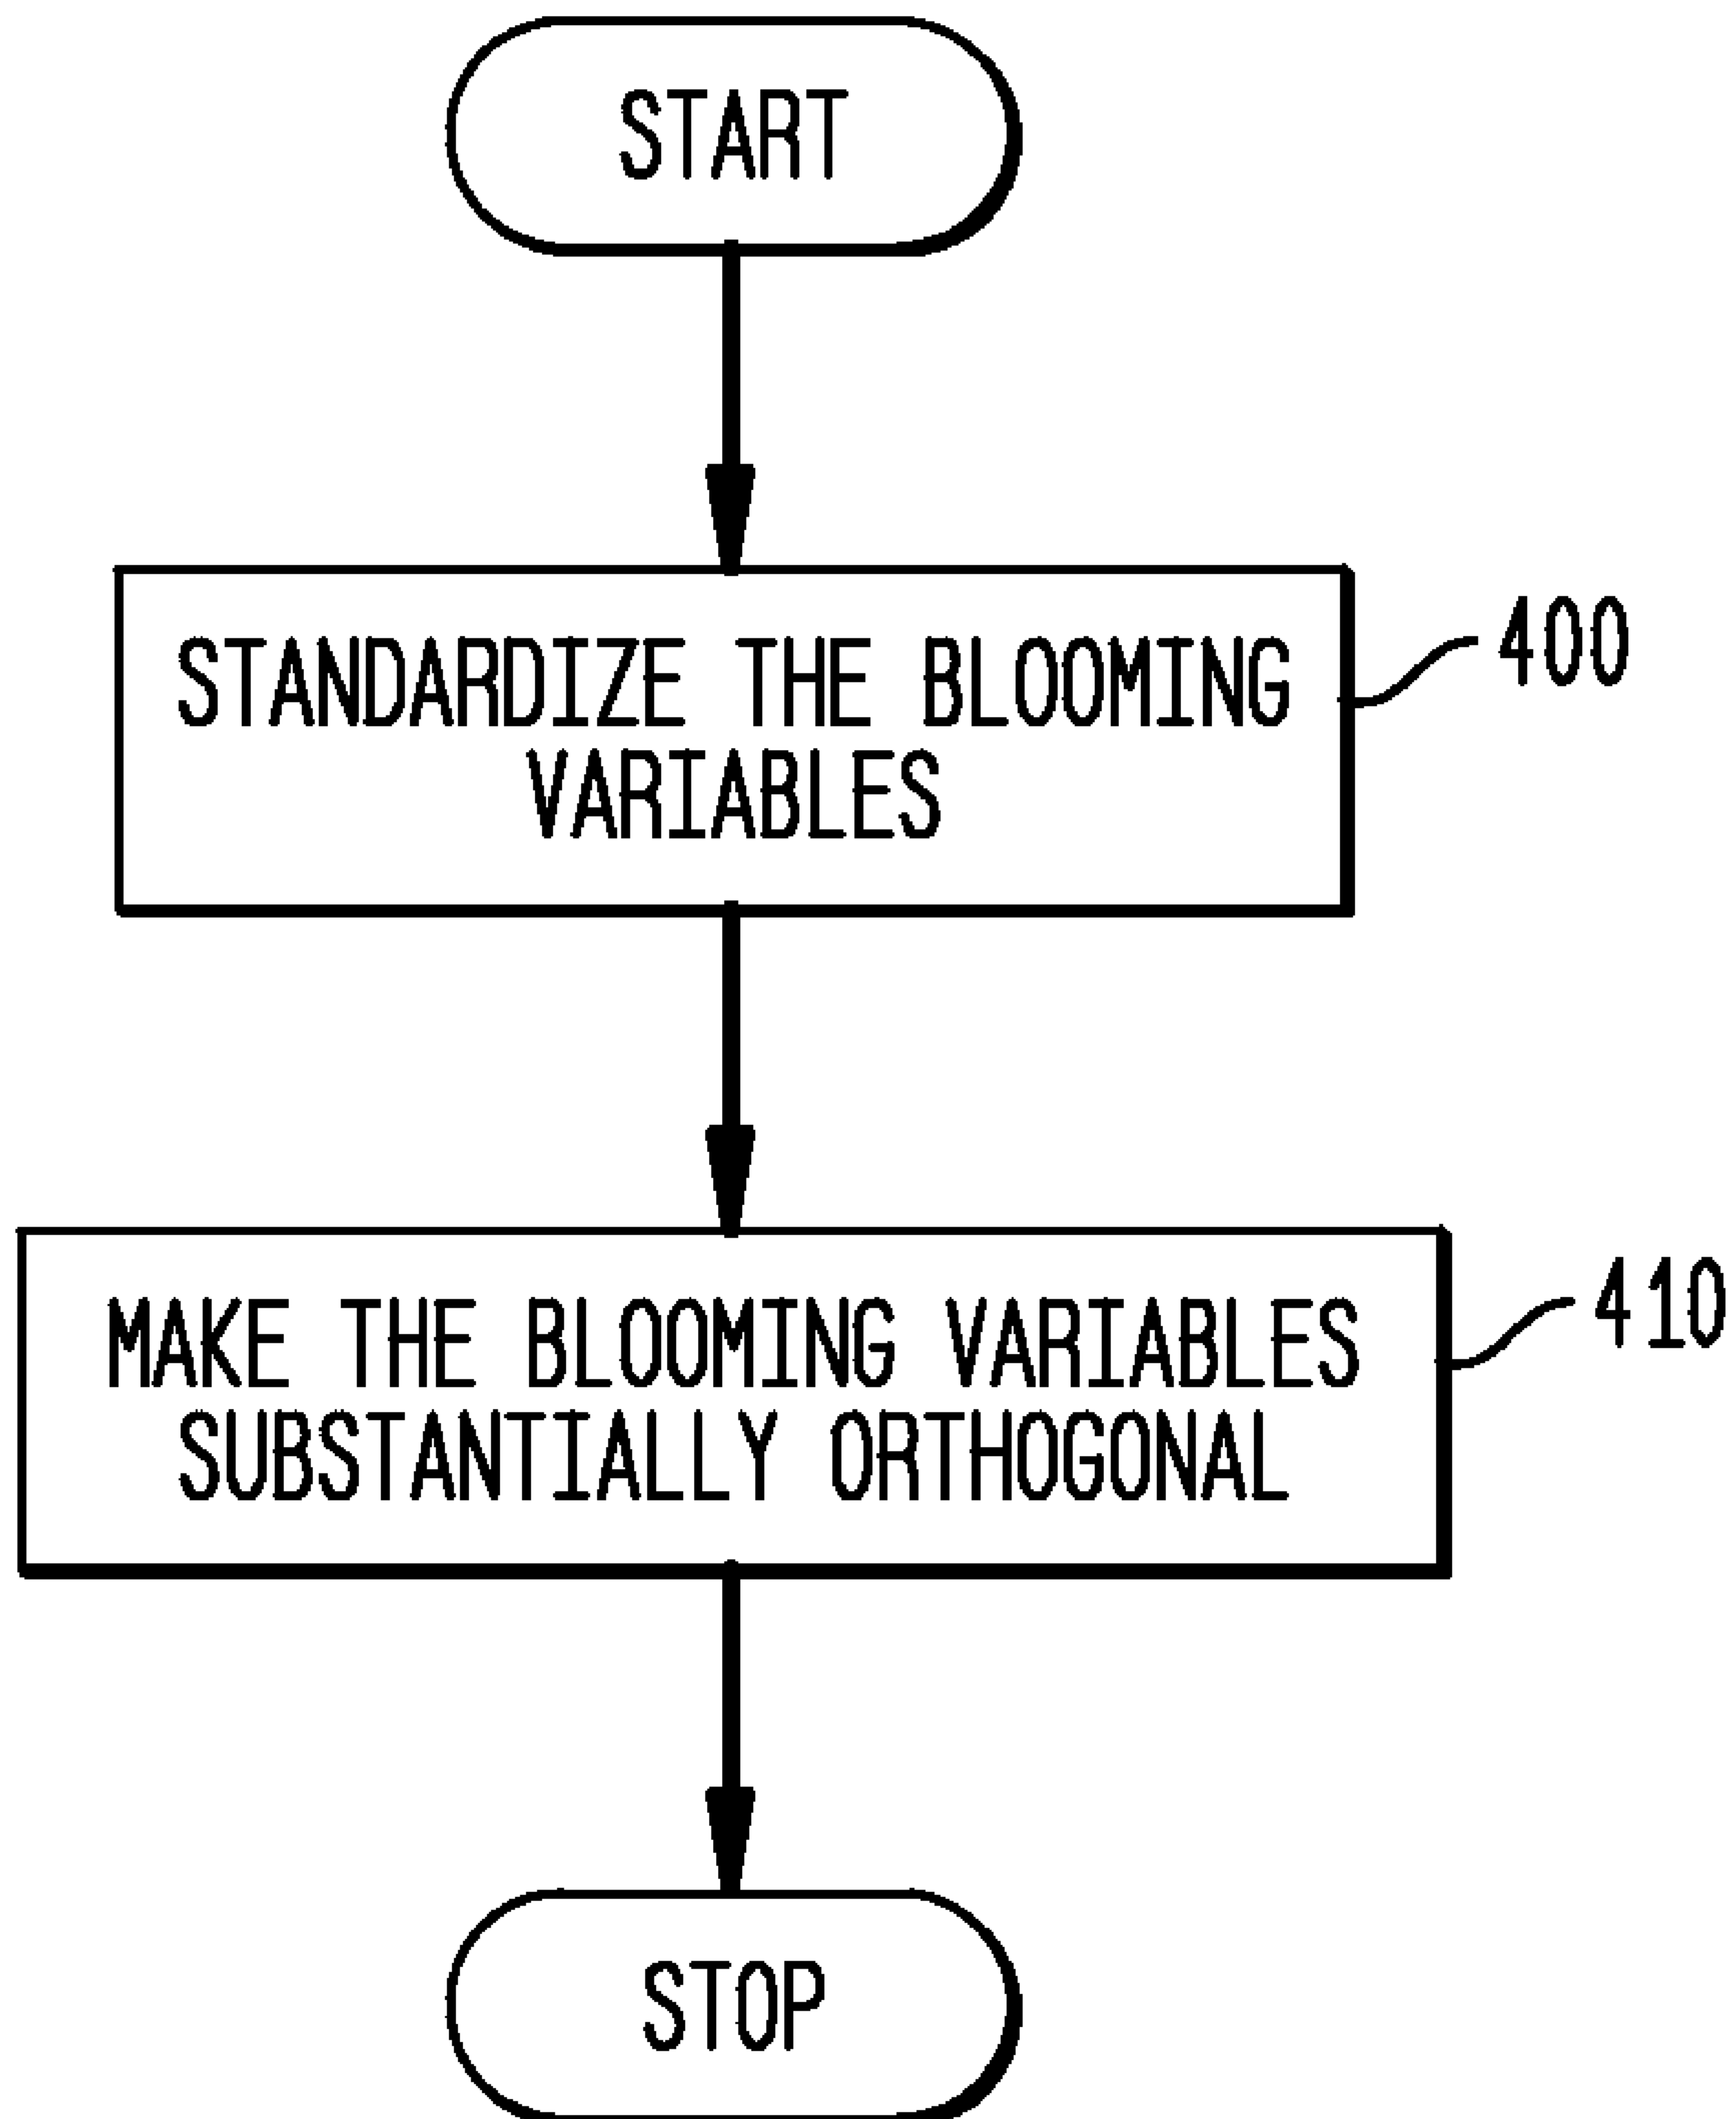 START
STANDARDIZE THE BLOOMING
VARIABLES
400
MAKE THE BLOOMING VARIABLES
SUBSTANTIALLY ORTHOGONAL
410
STOP